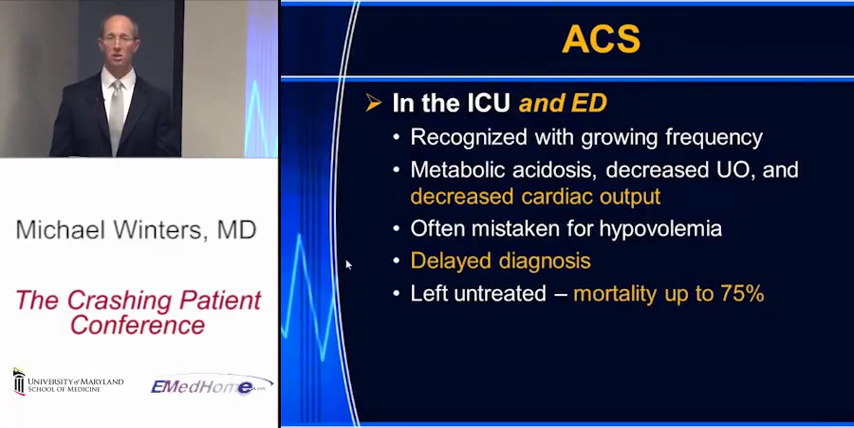 ACS
In the ICU and ED
Recognized with growing frequency
Metabolic acidosis, decreased UO, and
decreased cardiac output
Often mistaken for hypovolemia
Delayed diagnosis
Left untreated – mortality up to 75%
Michael Winters, MD
The Crashing Patient
Conference
UNIVERSITY of MARYLAND
SCHOOL OF MEDICINE
EMedHome